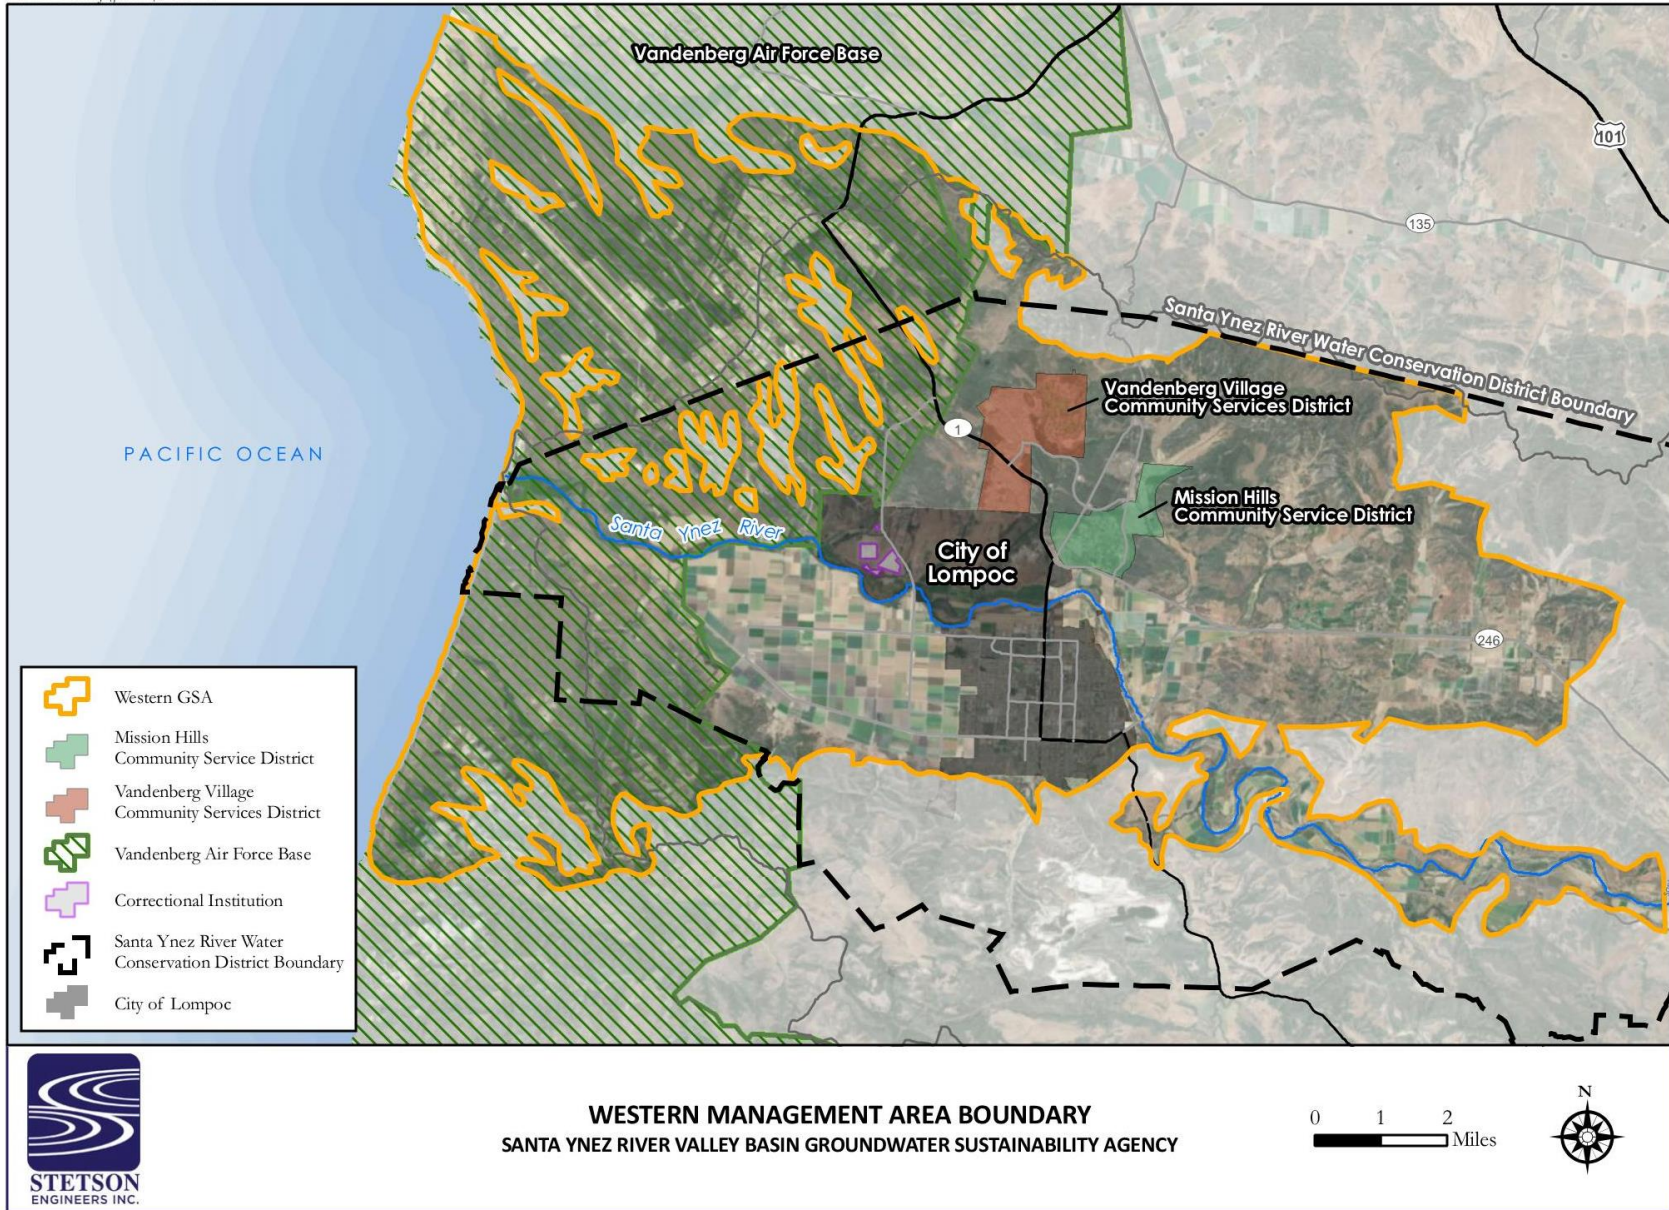 Vandenberg Air Force Base
101
135
Santa Ynez River Water Conservation District Boundary
Vandenberg Village
Community Services District
1
PACIFIC OCEAN
Mission Hills
Community Service District
Santa Ynez River
City of
Lompoc
246
Western GSA
Mission Hills
Community Service District
Vandenberg Village
Community Services District
Vandenberg Air Force Base
Correctional Institution
Santa Ynez River Water
Conservation District Boundary
City of Lompoc
STETSON
ENGINEERS INC.
WESTERN MANAGEMENT AREA BOUNDARY
SANTA YNEZ RIVER VALLEY BASIN GROUNDWATER SUSTAINABILITY AGENCY
0 1 2
Miles
N